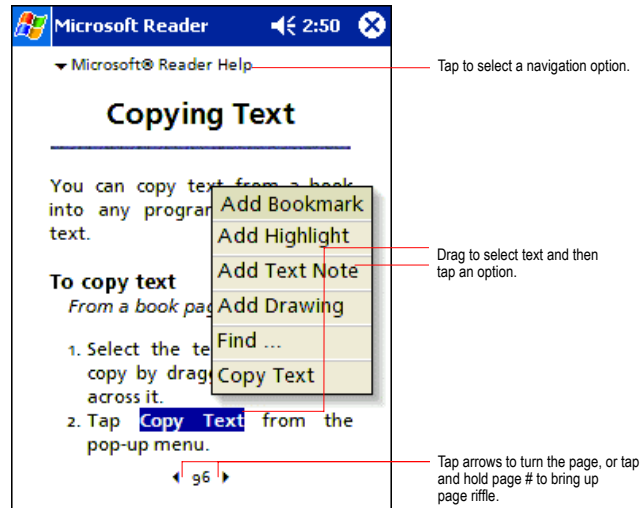 Microsoft Reader 2:50
Microsoft® Reader Help
Tap to select a navigation option.
Copying Text
You can copy text from a book
into any program
text.
Add Bookmark
Add Highlight
Add Text Note
Add Drawing
Find ...
Copy Text
Drag to select text and then
tap an option.
To copy text
From a book pag
1. Select the te
copy by dragg
across it.
2. Tap Copy Text from the
pop-up menu.
96
Tap arrows to turn the page, or tap
and hold page # to bring up
page riffle.